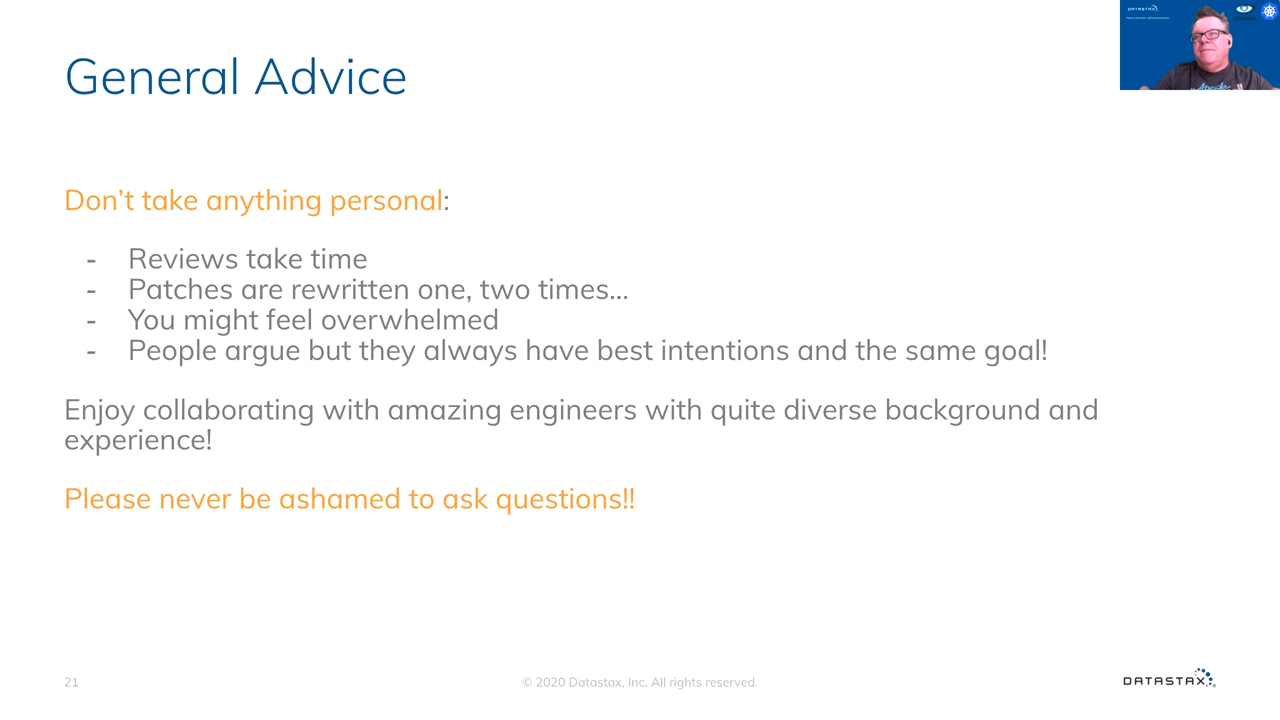 General Advice
DATASTAX
Don’t take anything personal:
- Reviews take time
- Patches are rewritten one, two times...
- You might feel overwhelmed
- People argue but they always have best intentions and the same goal!
Enjoy collaborating with amazing engineers with quite diverse background and
experience!
Please never be ashamed to ask questions!!
21
© 2020 Datastax, Inc. All rights reserved.
DATASTAX